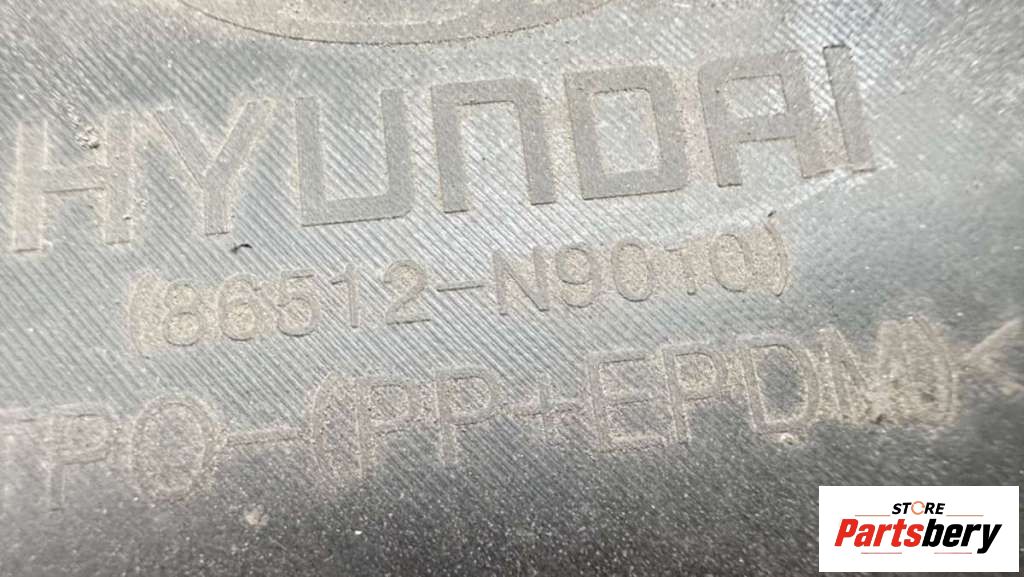 HYUNDAI
(86512-N9010)
TPO-(PP+EPDM)<
STORE
Partsbery